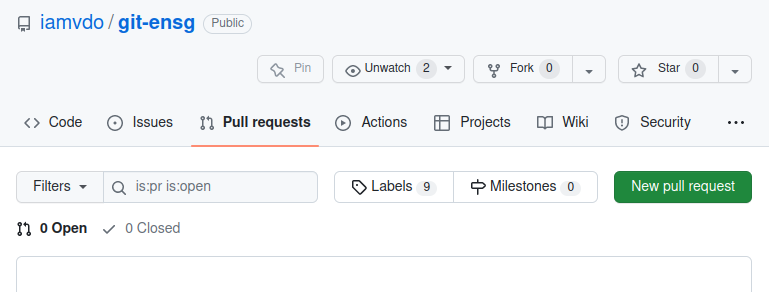 iamvdo / git-ensg Public
Pin Unwatch 2 Fork 0 Star 0
Code Issues Pull requests Actions Projects Wiki Security
Filters is:pr is:open Labels 9 Milestones 0 New pull request
0 Open 0 Closed